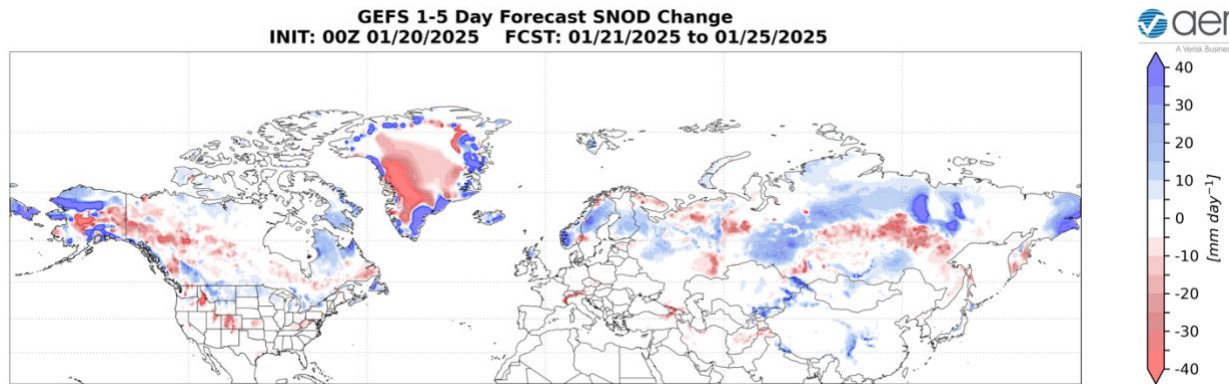 GEFS 1-5 Day Forecast SNOD Change
INIT: 00Z 01/20/2025 FCST: 01/21/2025 to 01/25/2025
aer
A Verisk Business
40
30
20
10
0
-10
-20
-30
-40
[mm day⁻¹]